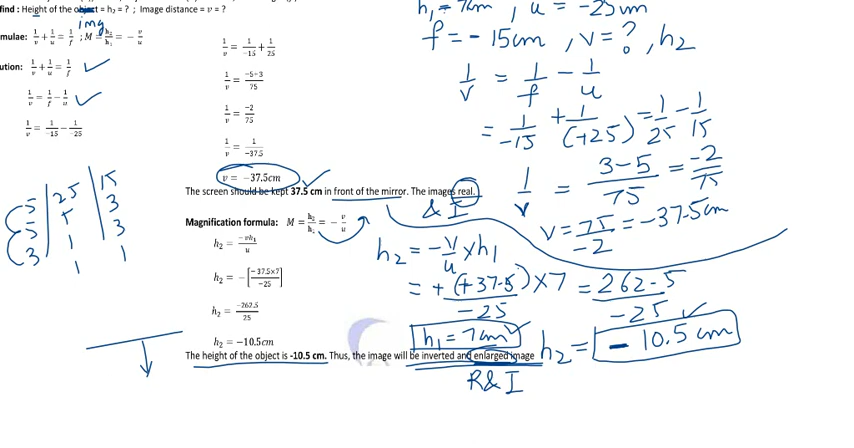 find : Height of the object = h₂ = ? ; Image distance = v = ?
img
mulae: 1/v + 1/u = 1/f ; M = h₂/h₁ = − v/u
ution: 1/v + 1/u = 1/f
1/v = 1/f − 1/u
1/v = 1/−15 − 1/−25
1/v = 1/−15 + 1/25
1/v = −5+3/75
1/v = −2/75
1/v = 1/−37.5
v = −37.5cm
The screen should be kept 37.5 cm in front of the mirror. The image is real.
& I
Magnification formula: M = h₂/h₁ = − v/u
h₂ = −vh₁/u
h₂ = −[−37.5×7/−25]
h₂ = −262.5/25
h₂ = −10.5cm
The height of the object is -10.5 cm. Thus, the image will be inverted and enlarged image
R & I
25 | 15
5
5
3
3
3
1
1
1
h₁ = 7cm , u = −25cm
f = − 15cm , v = ? , h₂
1/v = 1/f − 1/u
= 1/−15 + 1/(+25) = 1/25 − 1/15
1/v = 3−5/75 = −2/75
v = 75/−2 = −37.5cm
h₂ = −v/u × h₁
= +(+37.5)/−25 × 7 = 262.5/−25
h₁ = 7cm
h₂ = − 10.5 cm